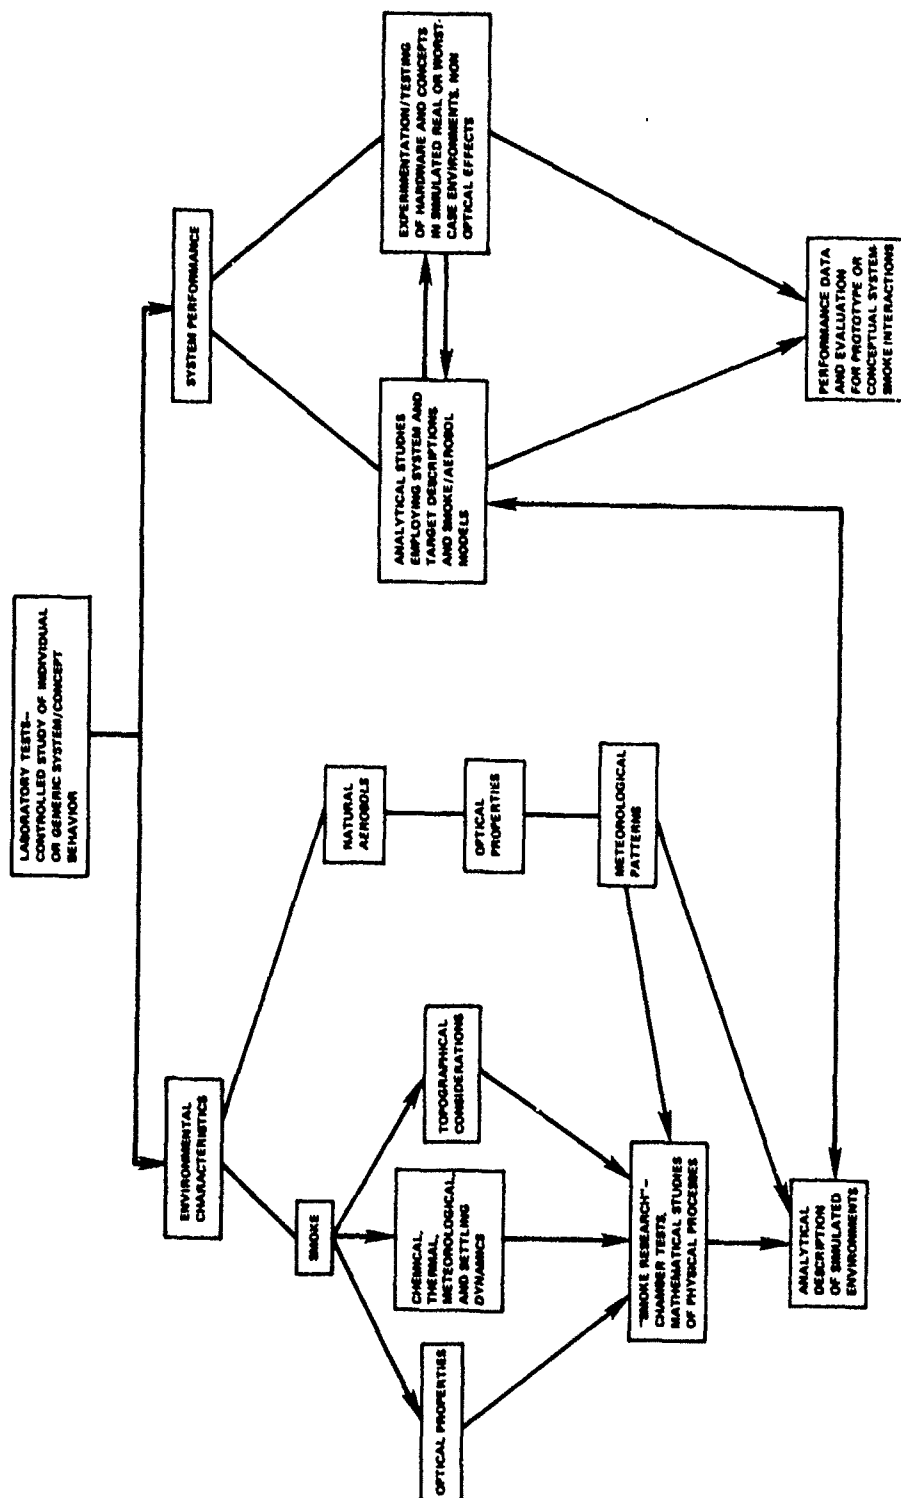 LABORATORY TESTS--
CONTROLLED STUDY OF INDIVIDUAL
OR GENERIC SYSTEM/CONCEPT
BEHAVIOR
ENVIRONMENTAL
CHARACTERISTICS
SYSTEM PERFORMANCE
SMOKE
NATURAL
AEROSOLS
OPTICAL PROPERTIES
CHEMICAL,
THERMAL,
METEOROLOGICAL,
AND SETTLING
DYNAMICS
TOPOGRAPHICAL
CONSIDERATIONS
OPTICAL
PROPERTIES
METEOROLOGICAL
PATTERNS
ANALYTICAL STUDIES
EMPLOYING SYSTEM AND
TARGET DESCRIPTIONS
AND SMOKE/AEROSOL
MODELS
EXPERIMENTATION/TESTING
OF HARDWARE AND CONCEPTS
IN SIMULATED REAL OR WORST-
CASE ENVIRONMENTS, NON
OPTICAL EFFECTS
"SMOKE RESEARCH"--
CHAMBER TESTS,
MATHEMATICAL STUDIES
OF PHYSICAL PROCESSES
ANALYTICAL
DESCRIPTION
OF SIMULATED
ENVIRONMENTS
PERFORMANCE DATA
AND EVALUATION
FOR PROTOTYPE OR
CONCEPTUAL SYSTEM-
SMOKE INTERACTIONS